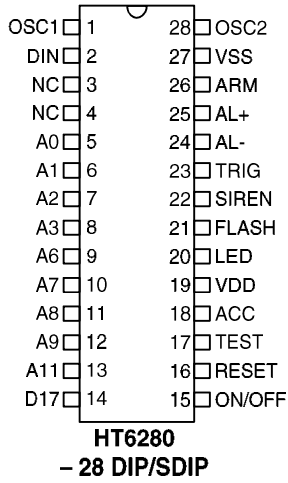 OSC1 1 28 OSC2
DIN 2 27 VSS
NC 3 26 ARM
NC 4 25 AL+
A0 5 24 AL-
A1 6 23 TRIG
A2 7 22 SIREN
A3 8 21 FLASH
A6 9 20 LED
A7 10 19 VDD
A8 11 18 ACC
A9 12 17 TEST
A11 13 16 RESET
D17 14 15 ON/OFF
HT6280
– 28 DIP/SDIP